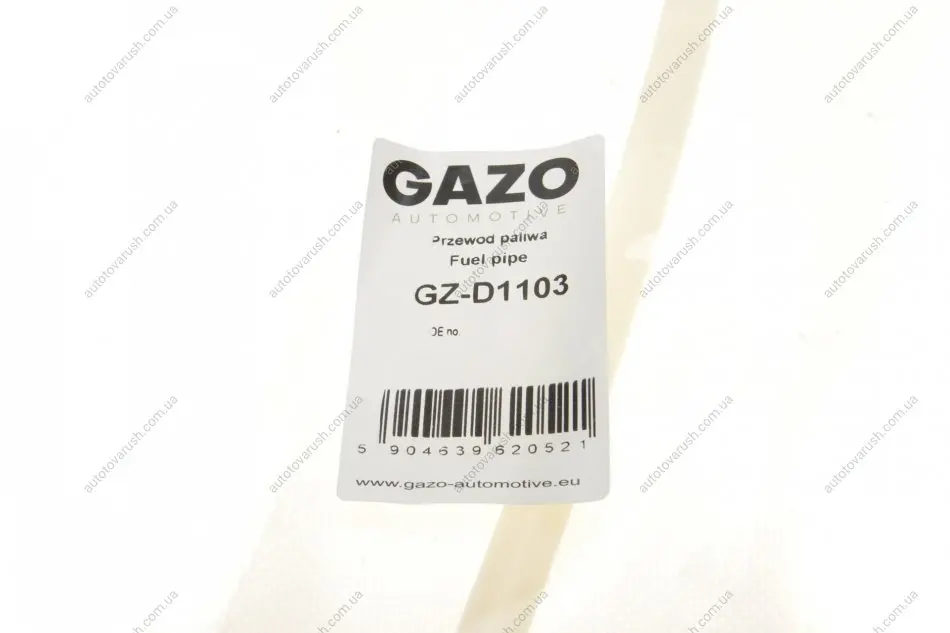 GAZO
AUTOMOTIVE
Przewod paliwa
Fuel pipe
GZ-D1103
OE no.
5 904639 620521
www.gazo-automotive.eu
autotovarush.com.ua